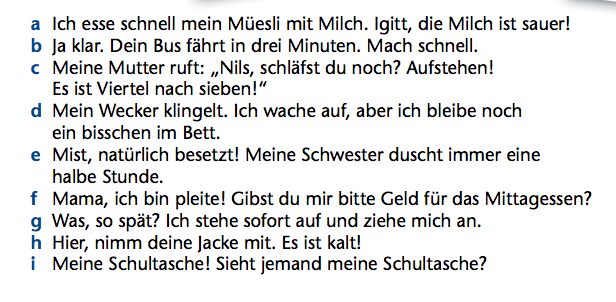 a Ich esse schnell mein Müesli mit Milch. Igitt, die Milch ist sauer!
b Ja klar. Dein Bus fährt in drei Minuten. Mach schnell.
c Meine Mutter ruft: „Nils, schläfst du noch? Aufstehen!
Es ist Viertel nach sieben!“
d Mein Wecker klingelt. Ich wache auf, aber ich bleibe noch
ein bisschen im Bett.
e Mist, natürlich besetzt! Meine Schwester duscht immer eine
halbe Stunde.
f Mama, ich bin pleite! Gibst du mir bitte Geld für das Mittagessen?
g Was, so spät? Ich stehe sofort auf und ziehe mich an.
h Hier, nimm deine Jacke mit. Es ist kalt!
i Meine Schultasche! Sieht jemand meine Schultasche?